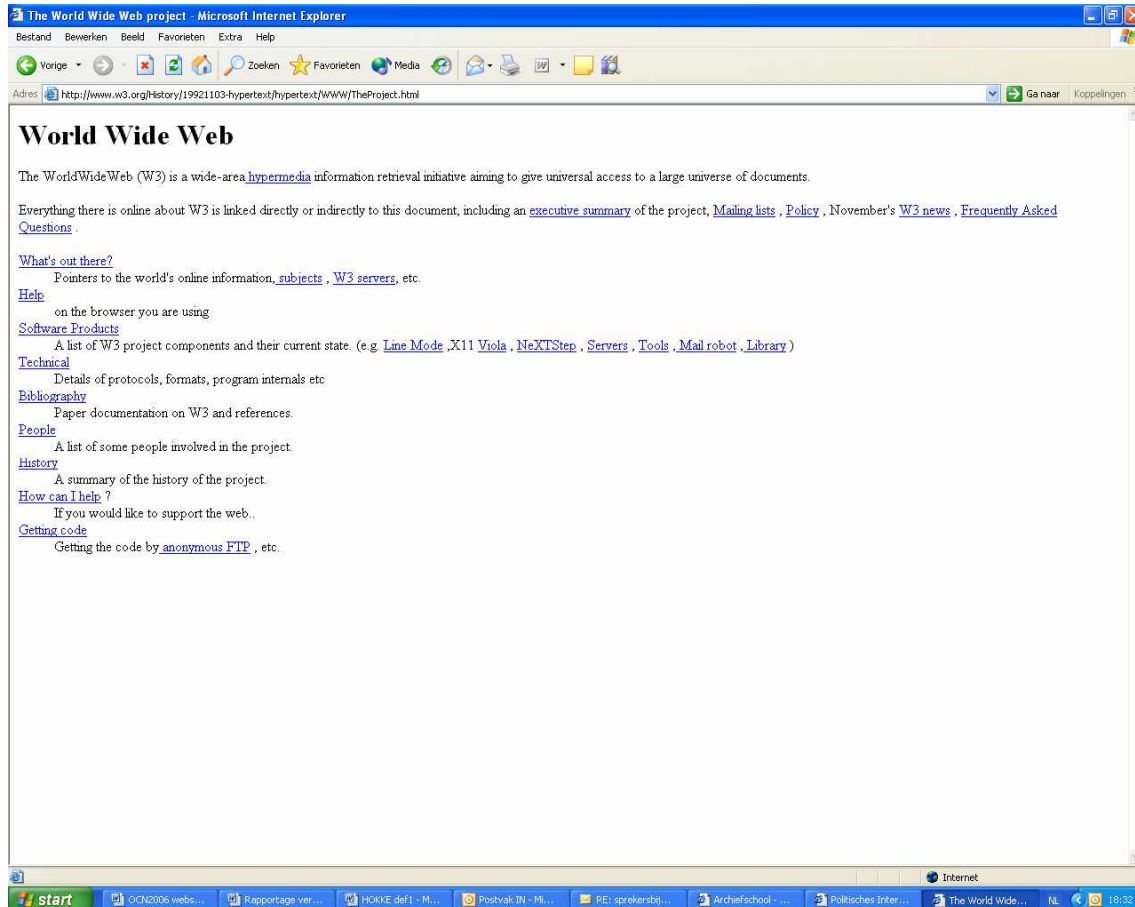 The World Wide Web project - Microsoft Internet Explorer
Bestand Bewerken Beeld Favorieten Extra Help
Vorige Zoeken Favorieten Media
Adres http://www.w3.org/History/19921103-hypertext/hypertext/WWW/TheProject.html Ga naar Koppelingen
World Wide Web
The WorldWideWeb (W3) is a wide-area hypermedia information retrieval initiative aiming to give universal access to a large universe of documents.
Everything there is online about W3 is linked directly or indirectly to this document, including an executive summary of the project, Mailing lists , Policy , November's W3 news , Frequently Asked
Questions .
What's out there?
Pointers to the world's online information, subjects , W3 servers, etc.
Help
on the browser you are using
Software Products
A list of W3 project components and their current state. (e.g. Line Mode ,X11 Viola , NeXTStep , Servers , Tools , Mail robot , Library )
Technical
Details of protocols, formats, program internals etc
Bibliography
Paper documentation on W3 and references.
People
A list of some people involved in the project.
History
A summary of the history of the project.
How can I help ?
If you would like to support the web..
Getting code
Getting the code by anonymous FTP , etc.
Internet
start OCN2006 webs... Rapportage ver... HOKKE def1 - M... Postvak IN - Mi... RE: sprekersbij... Archiefschool - ... Politisches Inter... The World Wide... NL 18:32